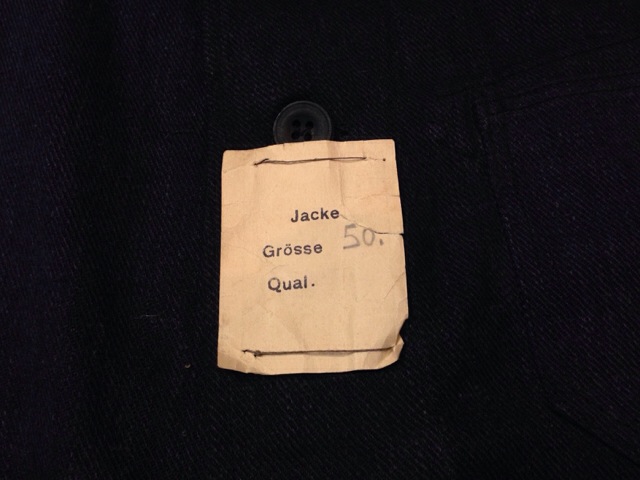 Jacke
Grösse 50.
Qual.